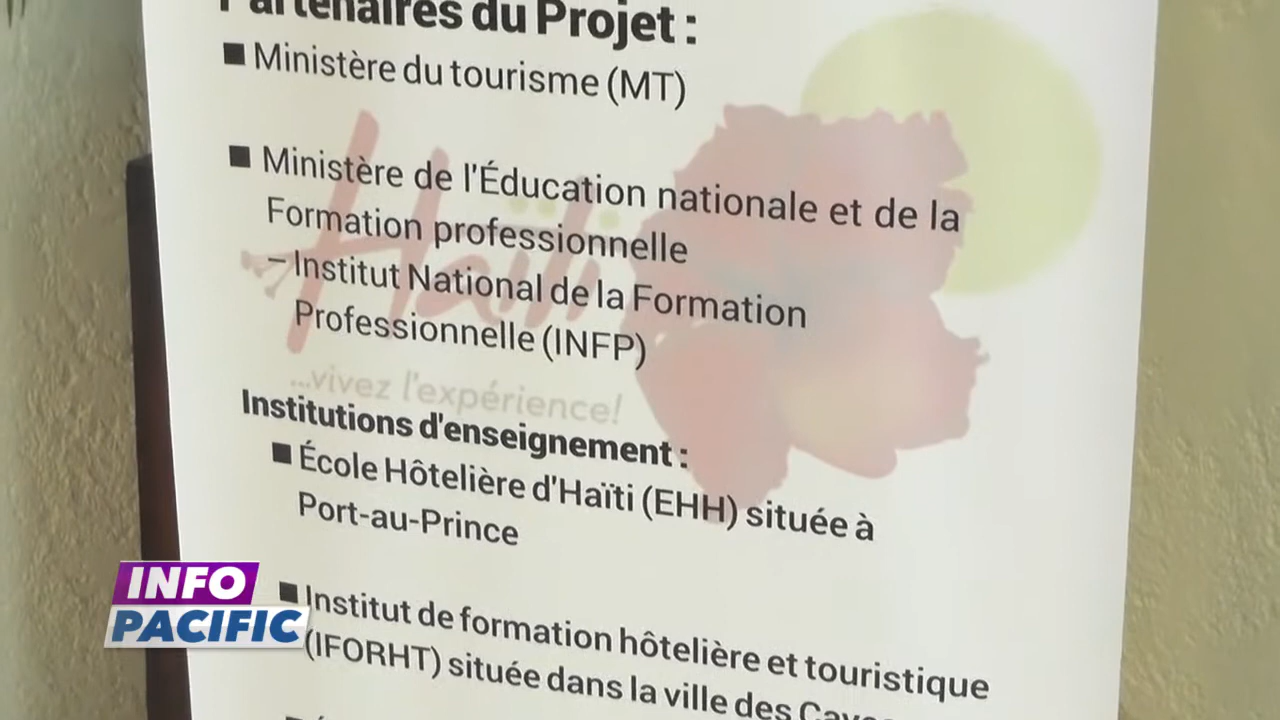 Partenaires du Projet :
■ Ministère du tourisme (MT)
■ Ministère de l'Éducation nationale et de la
Formation professionnelle
– Institut National de la Formation
Professionnelle (INFP)
Haïti
...vivez l'expérience!
Institutions d'enseignement :
■ École Hôtelière d'Haïti (EHH) située à
Port-au-Prince
■ Institut de formation hôtelière et touristique
(IFORHT) située dans la ville des
INFO
PACIFIC